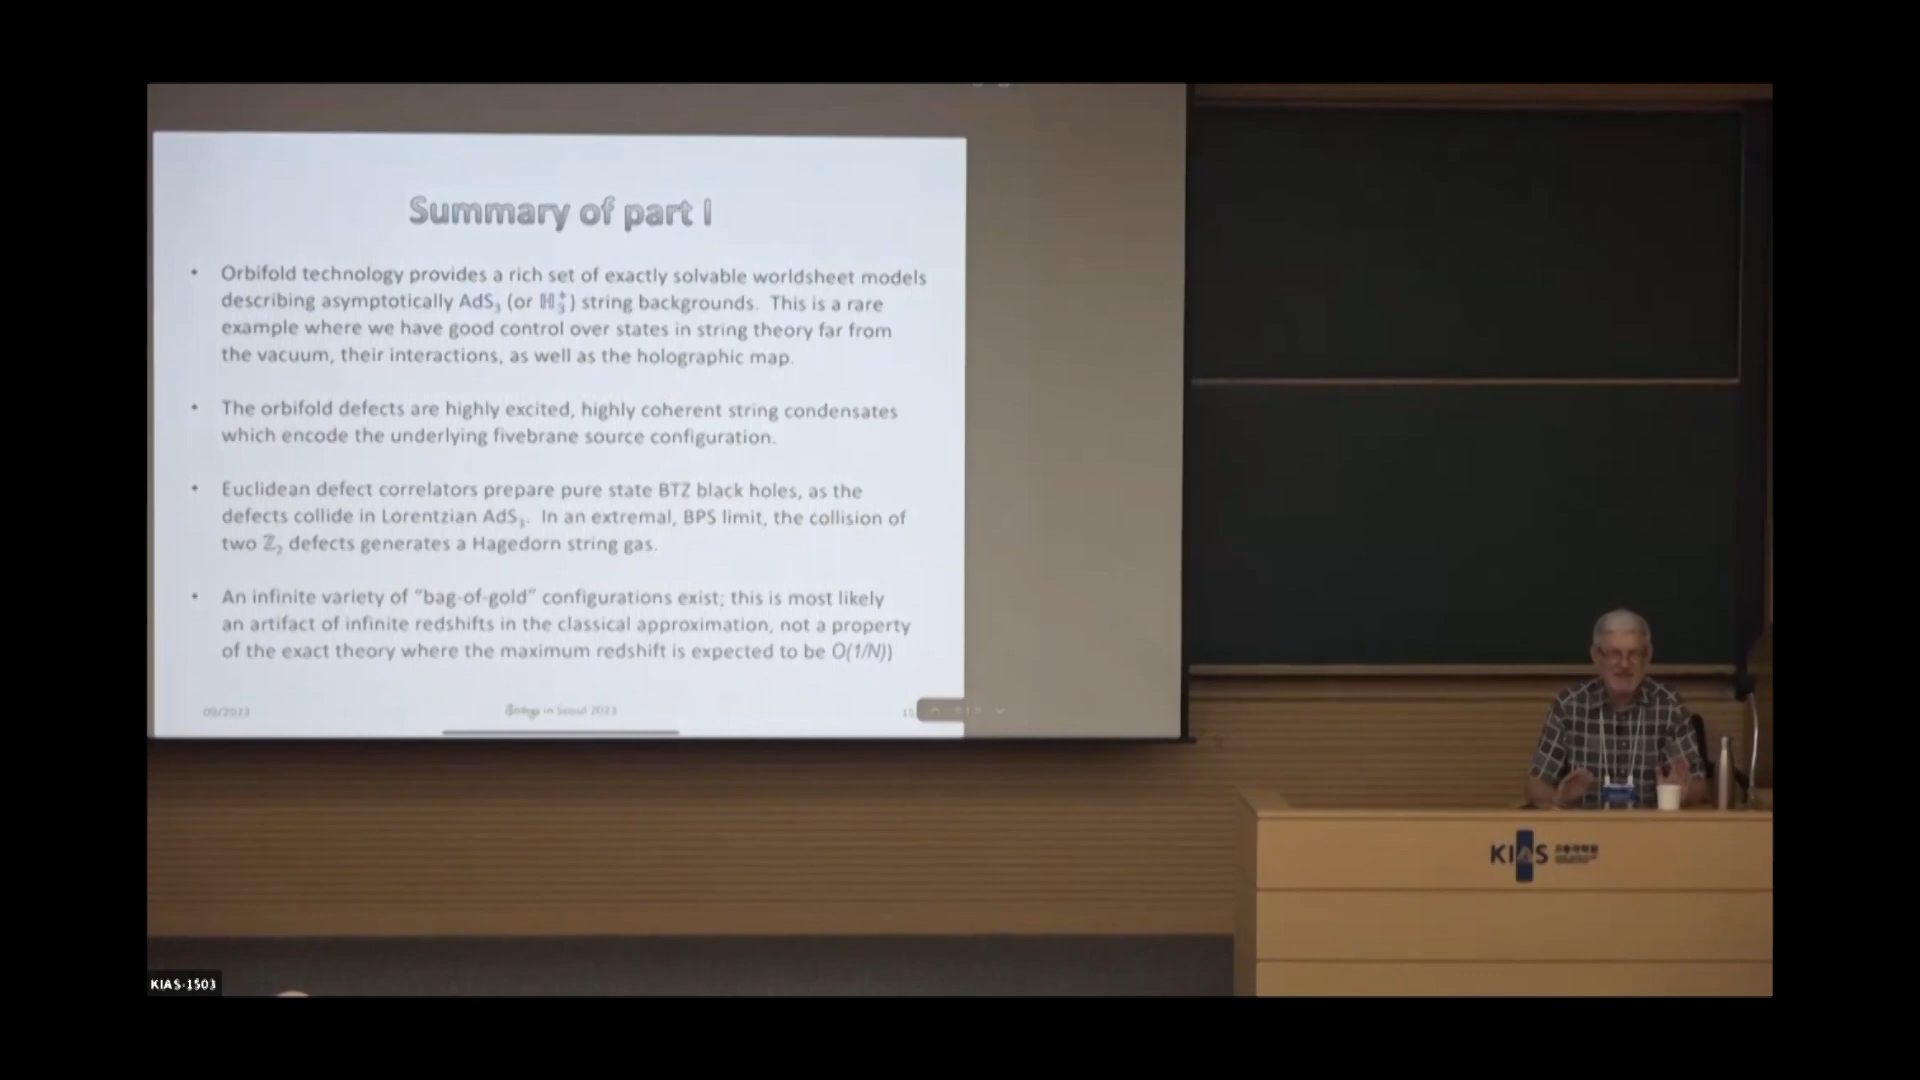 Summary of part I
• Orbifold technology provides a rich set of exactly solvable worldsheet models
describing asymptotically AdS₃ (or ℍ₃⁺) string backgrounds. This is a rare
example where we have good control over states in string theory far from
the vacuum, their interactions, as well as the holographic map.
• The orbifold defects are highly excited, highly coherent string condensates
which encode the underlying fivebrane source configuration.
• Euclidean defect correlators prepare pure state BTZ black holes, as the
defects collide in Lorentzian AdS₃. In an extremal, BPS limit, the collision of
two ℤ₂ defects generates a Hagedorn string gas.
• An infinite variety of “bag-of-gold” configurations exist; this is most likely
an artifact of infinite redshifts in the classical approximation, not a property
of the exact theory where the maximum redshift is expected to be O(1/N))
09/2023
Strings in Seoul 2023
KIAS
KIAS-1503